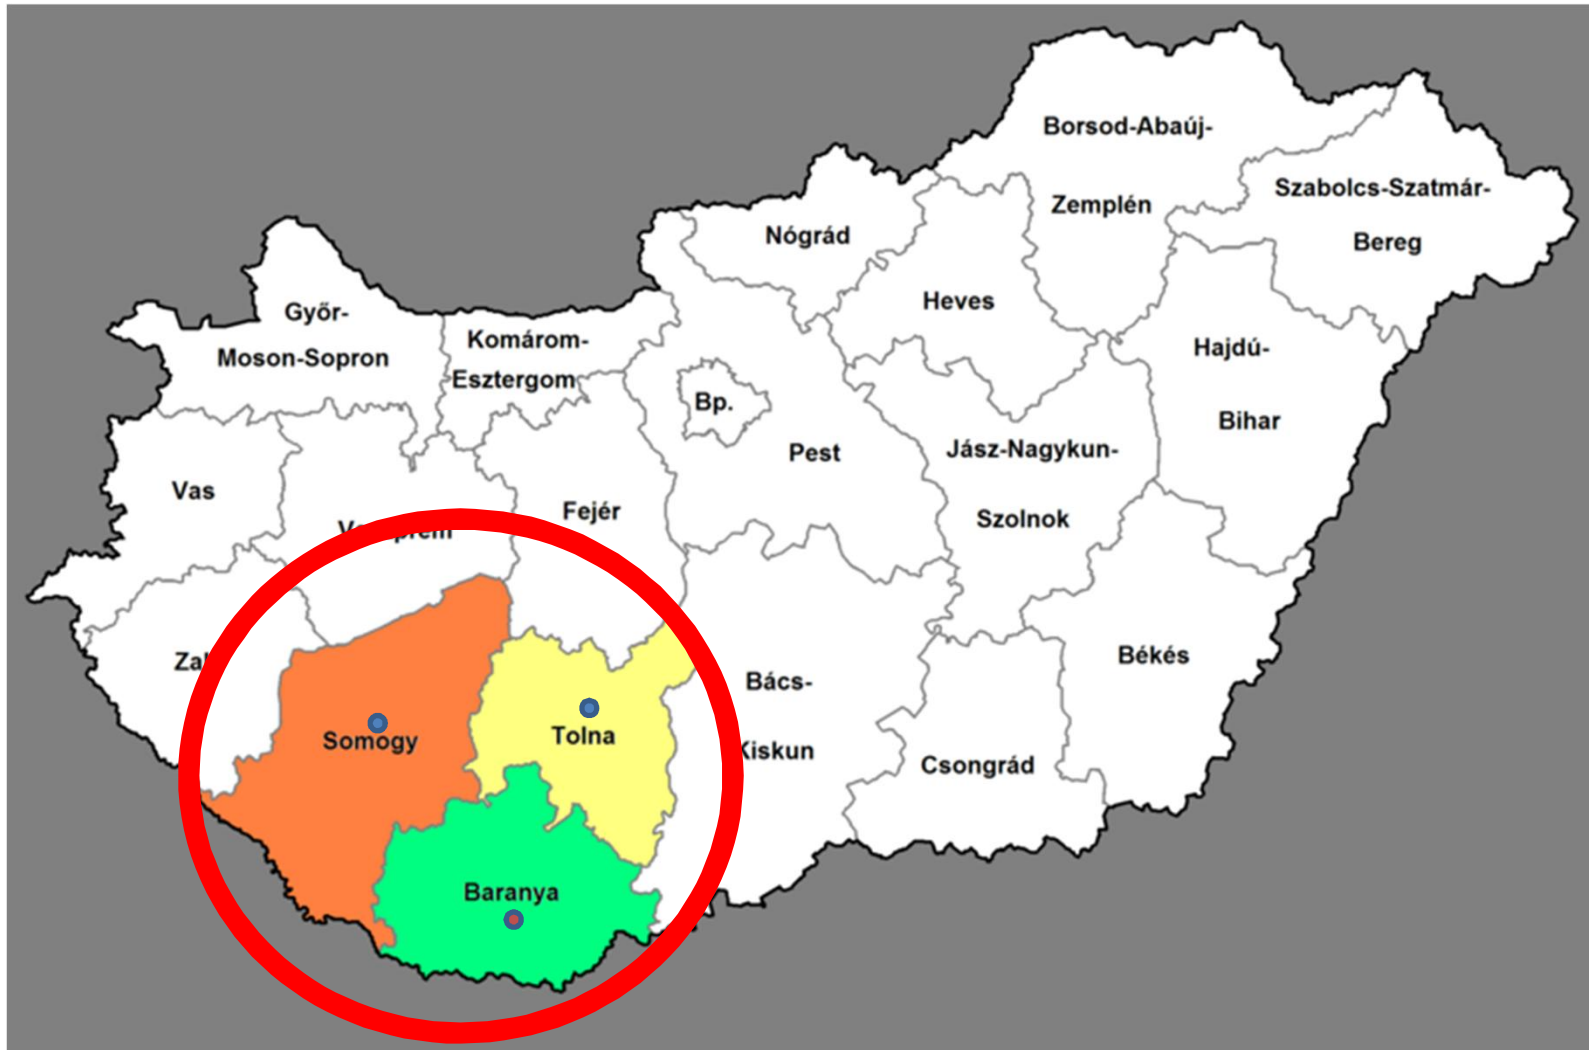 Borsod-Abaúj-
Zemplén
Szabolcs-Szatmár-
Bereg
Nógrád
Heves
Győr-
Moson-Sopron
Komárom-
Esztergom
Hajdú-
Bihar
Bp.
Pest
Jász-Nagykun-
Szolnok
Vas
Fejér
Békés
Bács-
Kiskun
Somogy
Tolna
Csongrád
Baranya